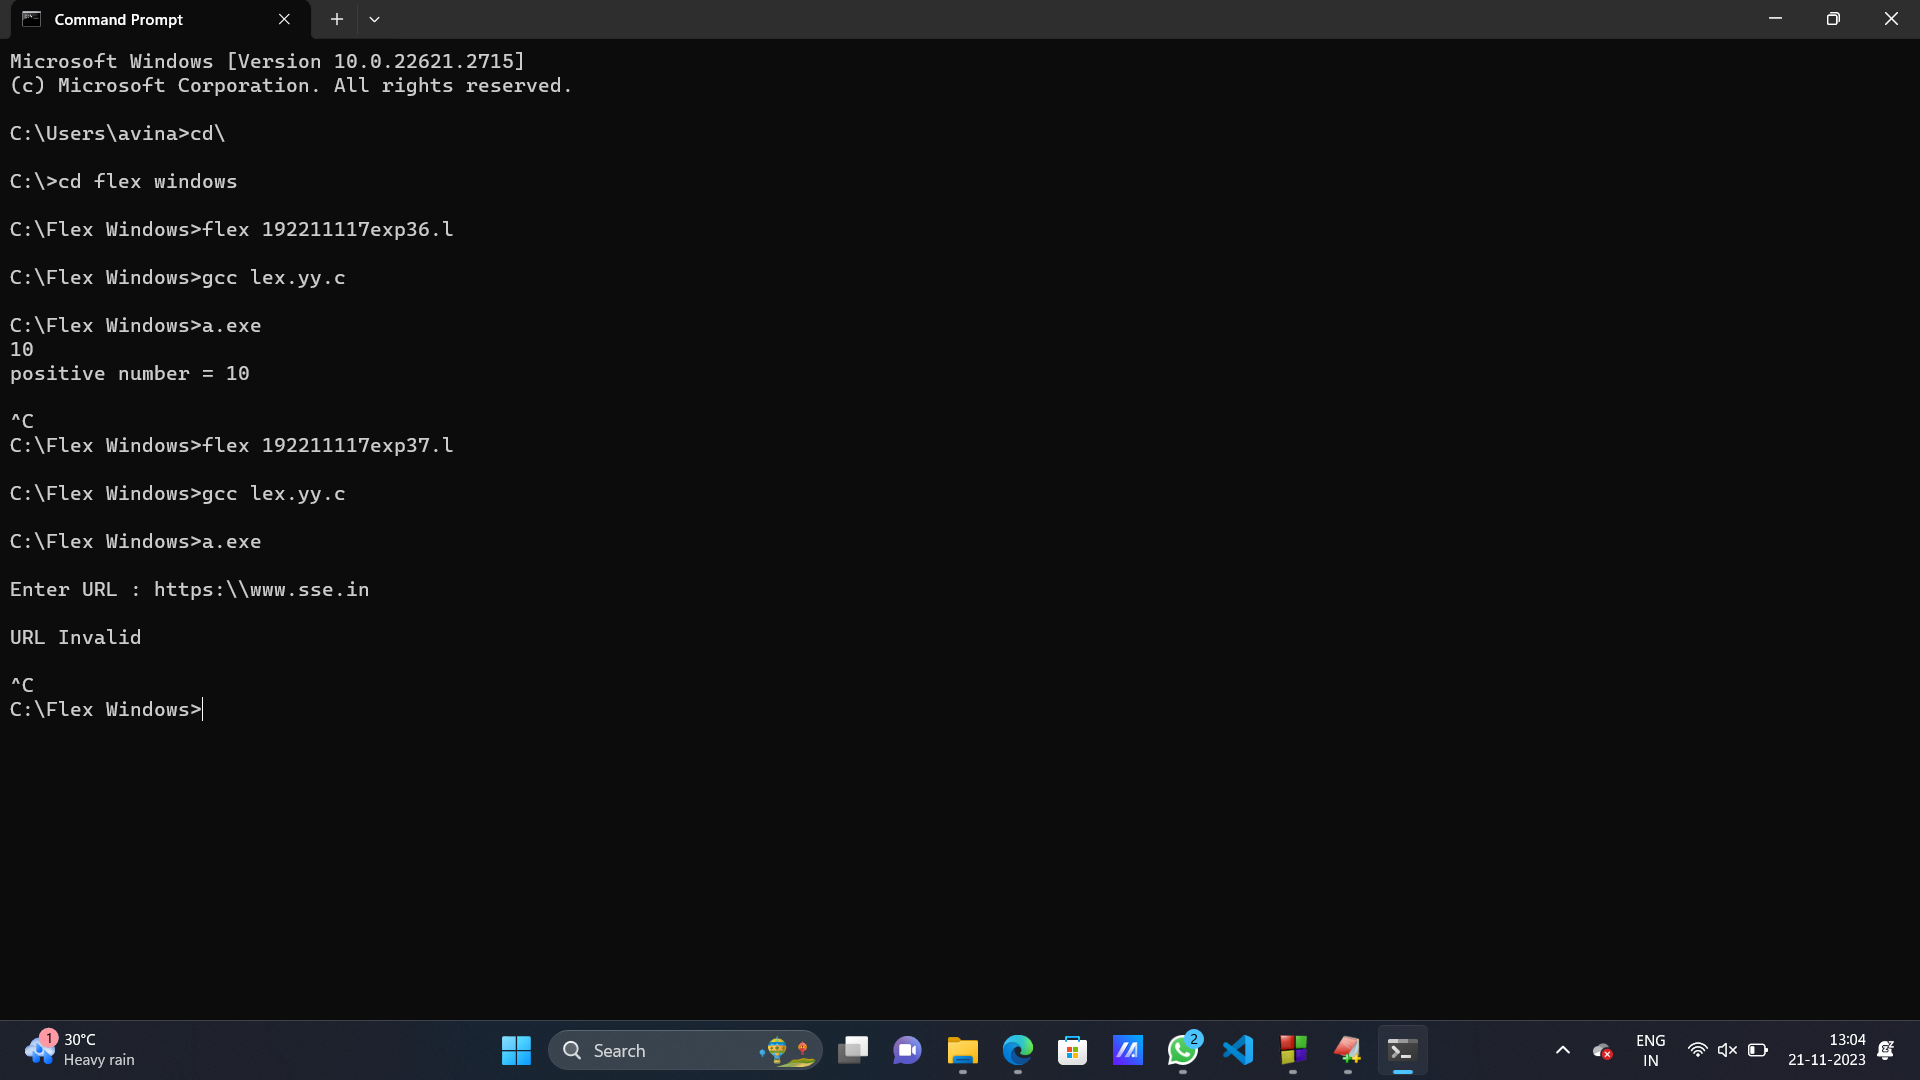 Command Prompt
Microsoft Windows [Version 10.0.22621.2715]
(c) Microsoft Corporation. All rights reserved.
C:\Users\avina>cd\
C:\>cd flex windows
C:\Flex Windows>flex 192211117exp36.l
C:\Flex Windows>gcc lex.yy.c
C:\Flex Windows>a.exe
10
positive number = 10
^C
C:\Flex Windows>flex 192211117exp37.l
C:\Flex Windows>gcc lex.yy.c
C:\Flex Windows>a.exe
Enter URL : https:\\www.sse.in
URL Invalid
^C
C:\Flex Windows>
1
30°C
Heavy rain
Search
2
ENG
IN
13:04
21-11-2023